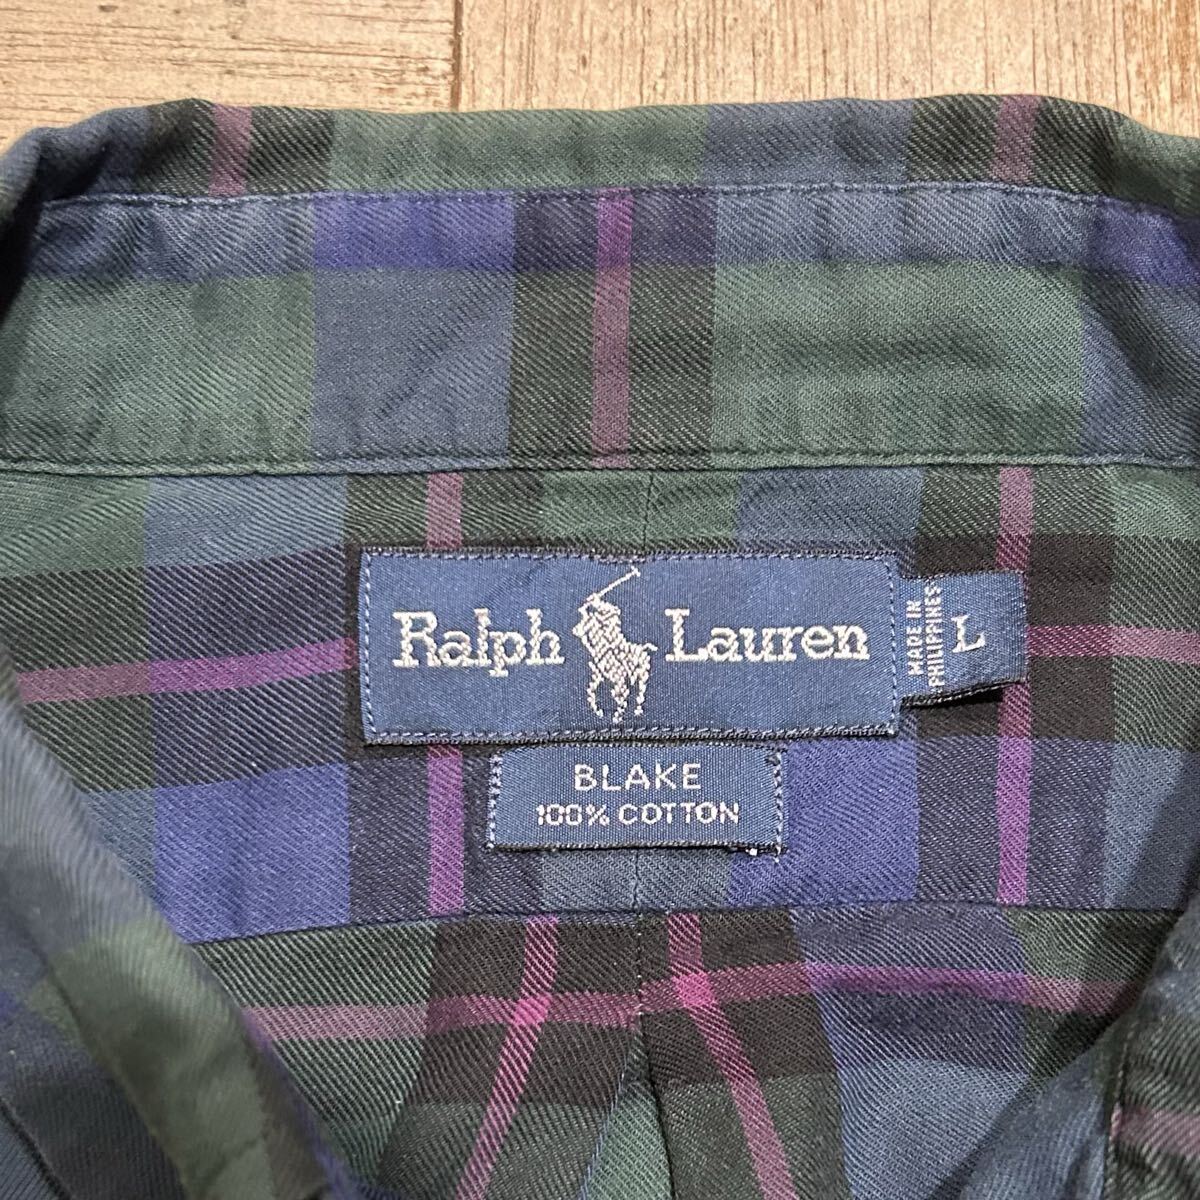 Ralph Lauren
MADE IN
PHILIPPINES
L
BLAKE
100% COTTON